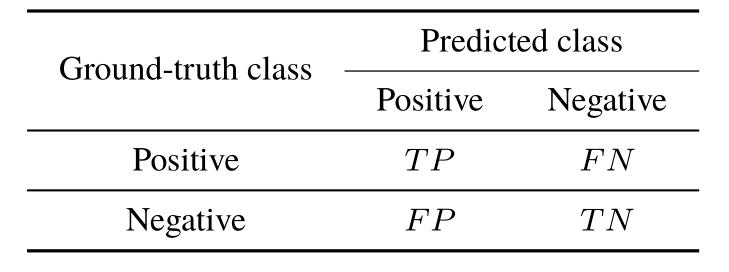 Ground-truth class
Predicted class
Positive Negative
Positive TP FN
Negative FP TN